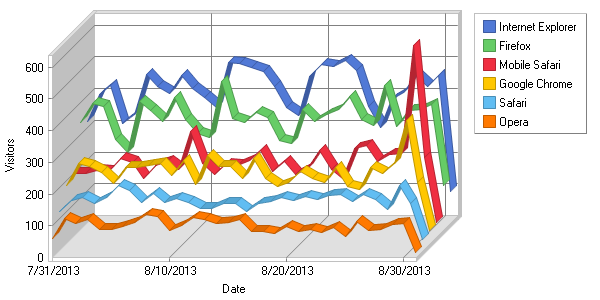 600
500
400
300
200
100
0
Visitors
7/31/2013
8/10/2013
8/20/2013
8/30/2013
Date
Internet Explorer
Firefox
Mobile Safari
Google Chrome
Safari
Opera